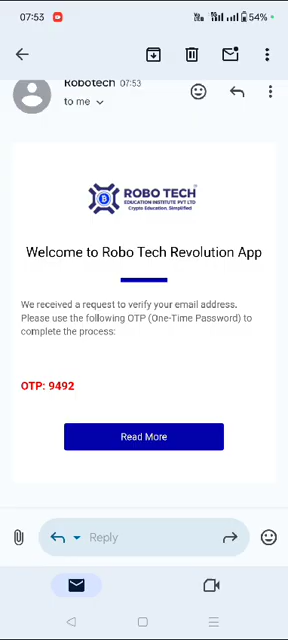 07:53
54%
Robotech 07:53
to me
ROBO TECH
EDUCATION INSTITUTE PVT LTD
Crypto Education, Simplified
Welcome to Robo Tech Revolution App
We received a request to verify your email address.
Please use the following OTP (One-Time Password) to
complete the process:
OTP: 9492
Read More
Reply